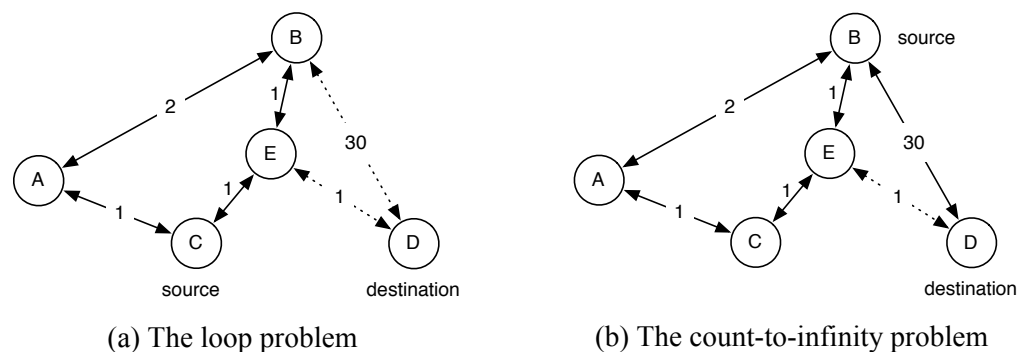 B
2
1
30
E
A
1
1
1
C
D
source
destination
(a) The loop problem
B
source
2
1
30
E
A
1
1
1
C
D
destination
(b) The count-to-infinity problem